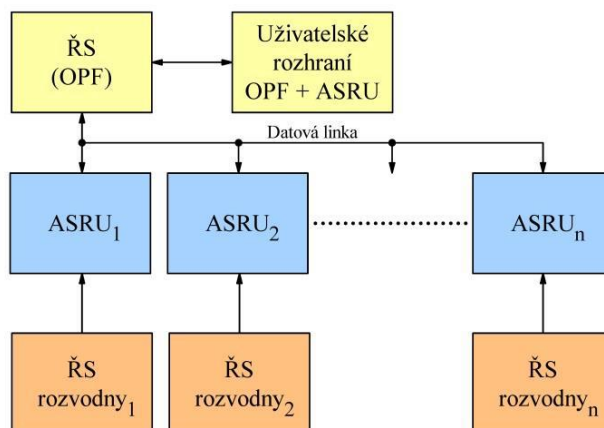 ŘS
(OPF)
Uživatelské
rozhraní
OPF + ASRU
Datová linka
ASRU1
ASRU2
ASRUn
ŘS
rozvodny1
ŘS
rozvodny2
ŘS
rozvodnyn